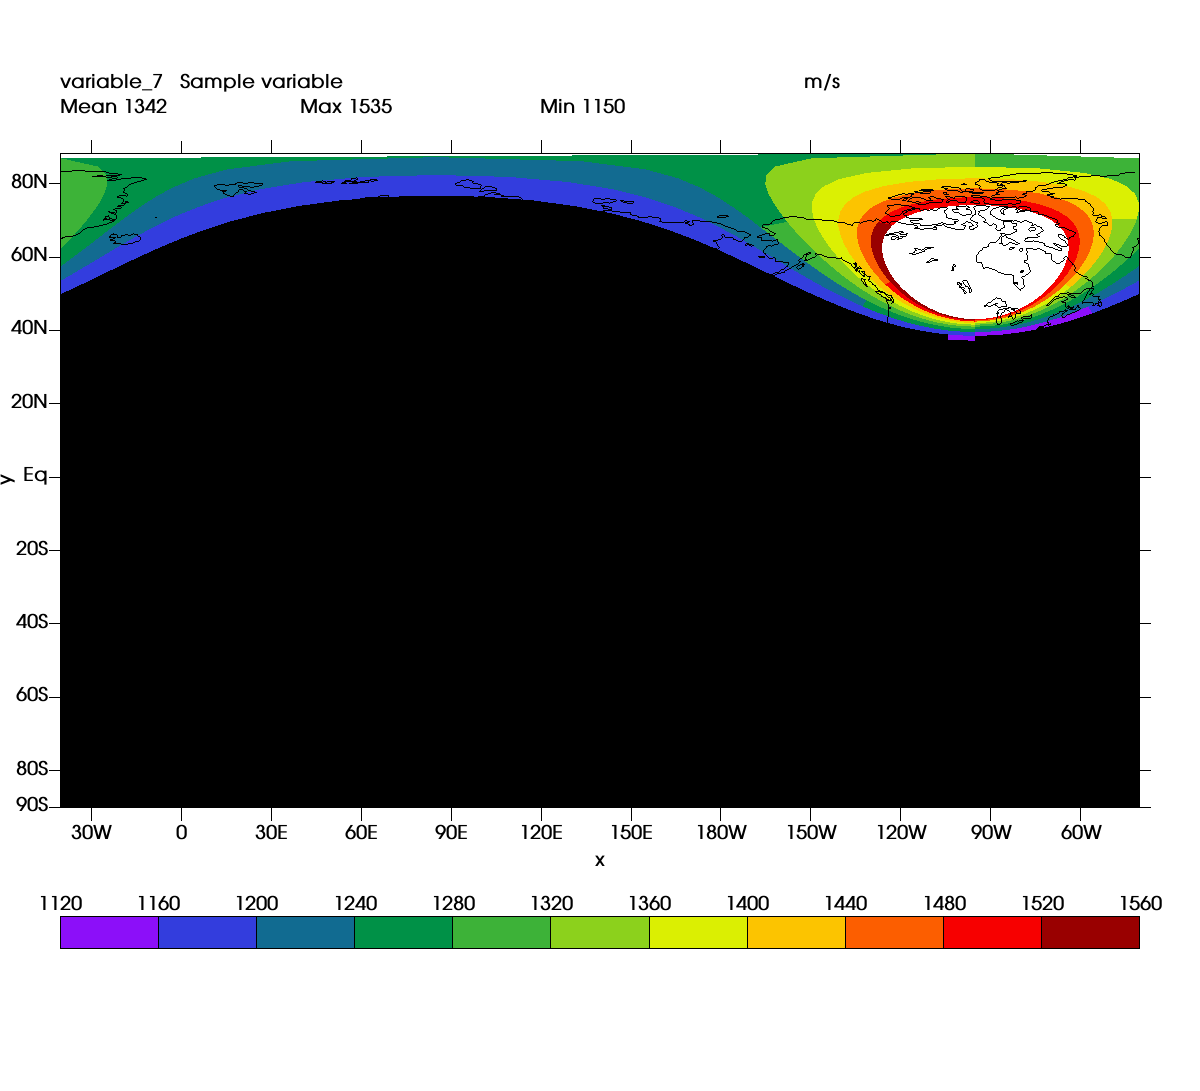 variable_7 Sample variable m/s
Mean 1342 Max 1535 Min 1150
80N
60N
40N
20N
Eq
y
20S
40S
60S
80S
90S
30W 0 30E 60E 90E 120E 150E 180W 150W 120W 90W 60W
x
1120 1160 1200 1240 1280 1320 1360 1400 1440 1480 1520 1560